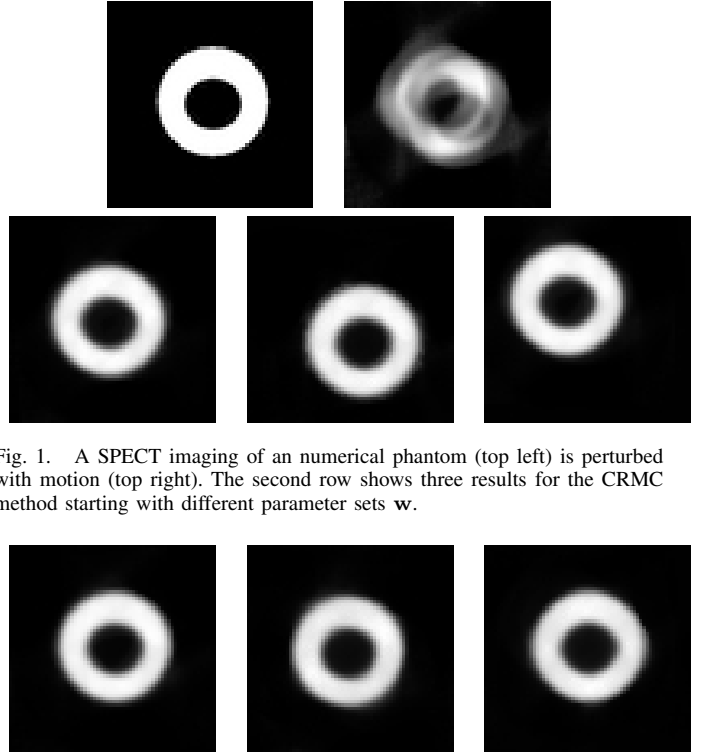 Fig. 1. A SPECT imaging of an numerical phantom (top left) is perturbed
with motion (top right). The second row shows three results for the CRMC
method starting with different parameter sets w.